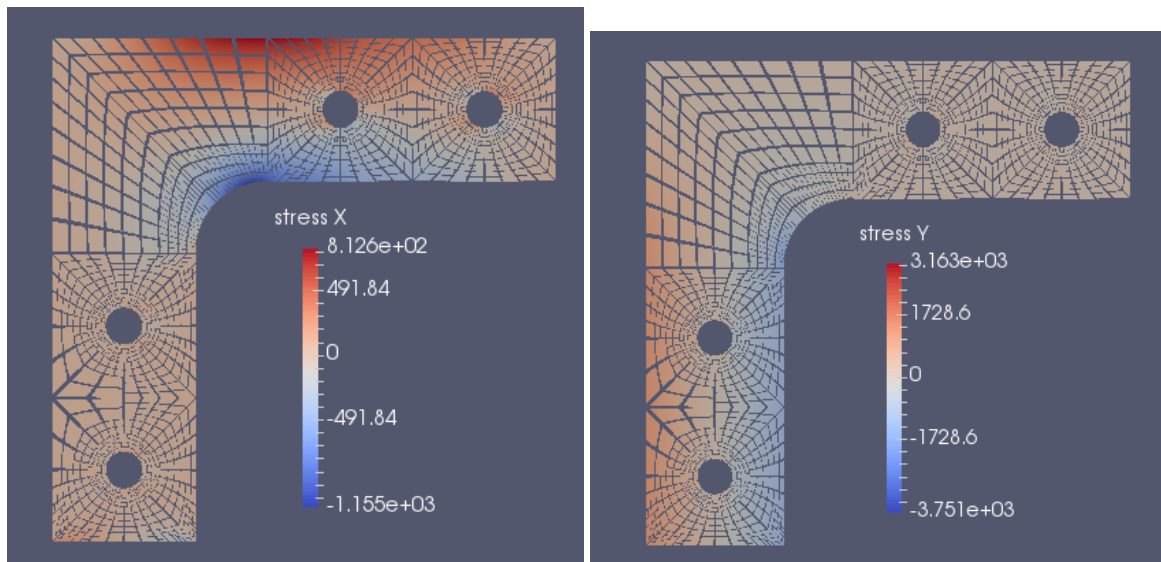 stress X
8.126e+02
491.84
0
-491.84
-1.155e+03
stress Y
3.163e+03
1728.6
0
-1728.6
-3.751e+03